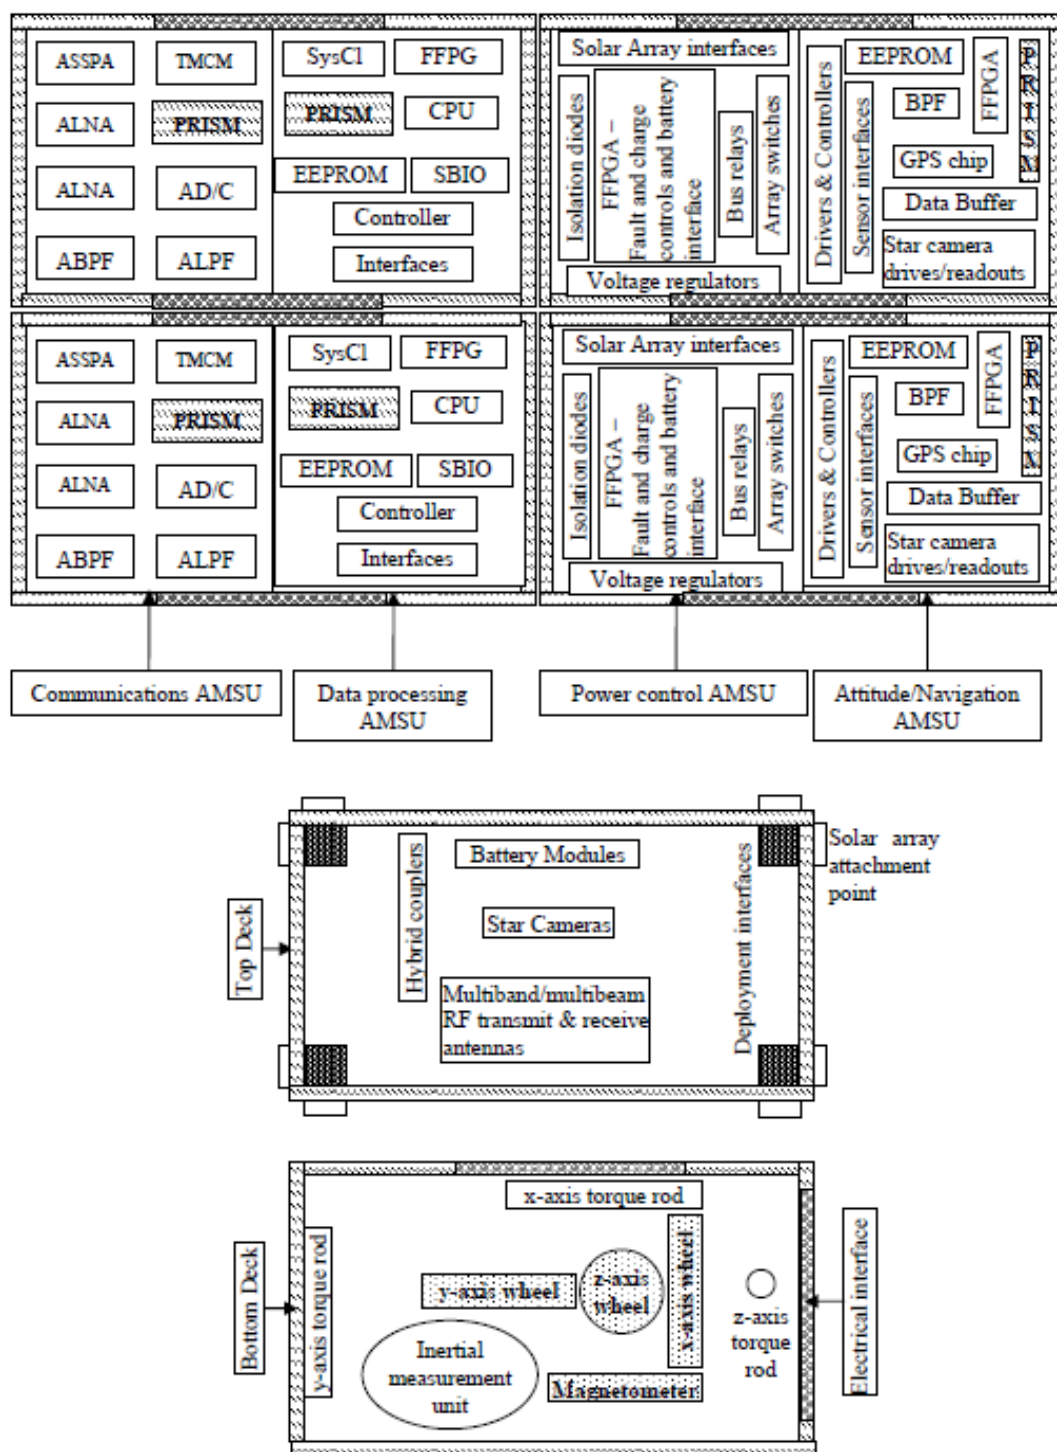 ASSPA
TMCM
ALNA
PRISM
ALNA
AD/C
ABPF
ALPF
SysCl
FFPG
PRISM
CPU
EEPROM
SBIO
Controller
Interfaces
Solar Array interfaces
Isolation diodes
FFPGA –
Fault and charge
controls and battery
interface
Bus relays
Array switches
Voltage regulators
Drivers & Controllers
Sensor interfaces
EEPROM
BPF
FFPGA
PRISM
GPS chip
Data Buffer
Star camera
drives/readouts
ASSPA
TMCM
ALNA
PRISM
ALNA
AD/C
ABPF
ALPF
SysCl
FFPG
PRISM
CPU
EEPROM
SBIO
Controller
Interfaces
Solar Array interfaces
Isolation diodes
FFPGA –
Fault and charge
controls and battery
interface
Bus relays
Array switches
Voltage regulators
Drivers & Controllers
Sensor interfaces
EEPROM
BPF
FFPGA
PRISM
GPS chip
Data Buffer
Star camera
drives/readouts
Communications AMSU
Data processing
AMSU
Power control AMSU
Attitude/Navigation
AMSU
Top Deck
Hybrid couplers
Battery Modules
Star Cameras
Multiband/multibeam
RF transmit & receive
antennas
Deployment interfaces
Solar array
attachment
point
Bottom Deck
y-axis torque rod
x-axis torque rod
y-axis wheel
z-axis
wheel
x-axis wheel
Inertial
measurement
unit
Magnetometer
z-axis
torque
rod
Electrical interface